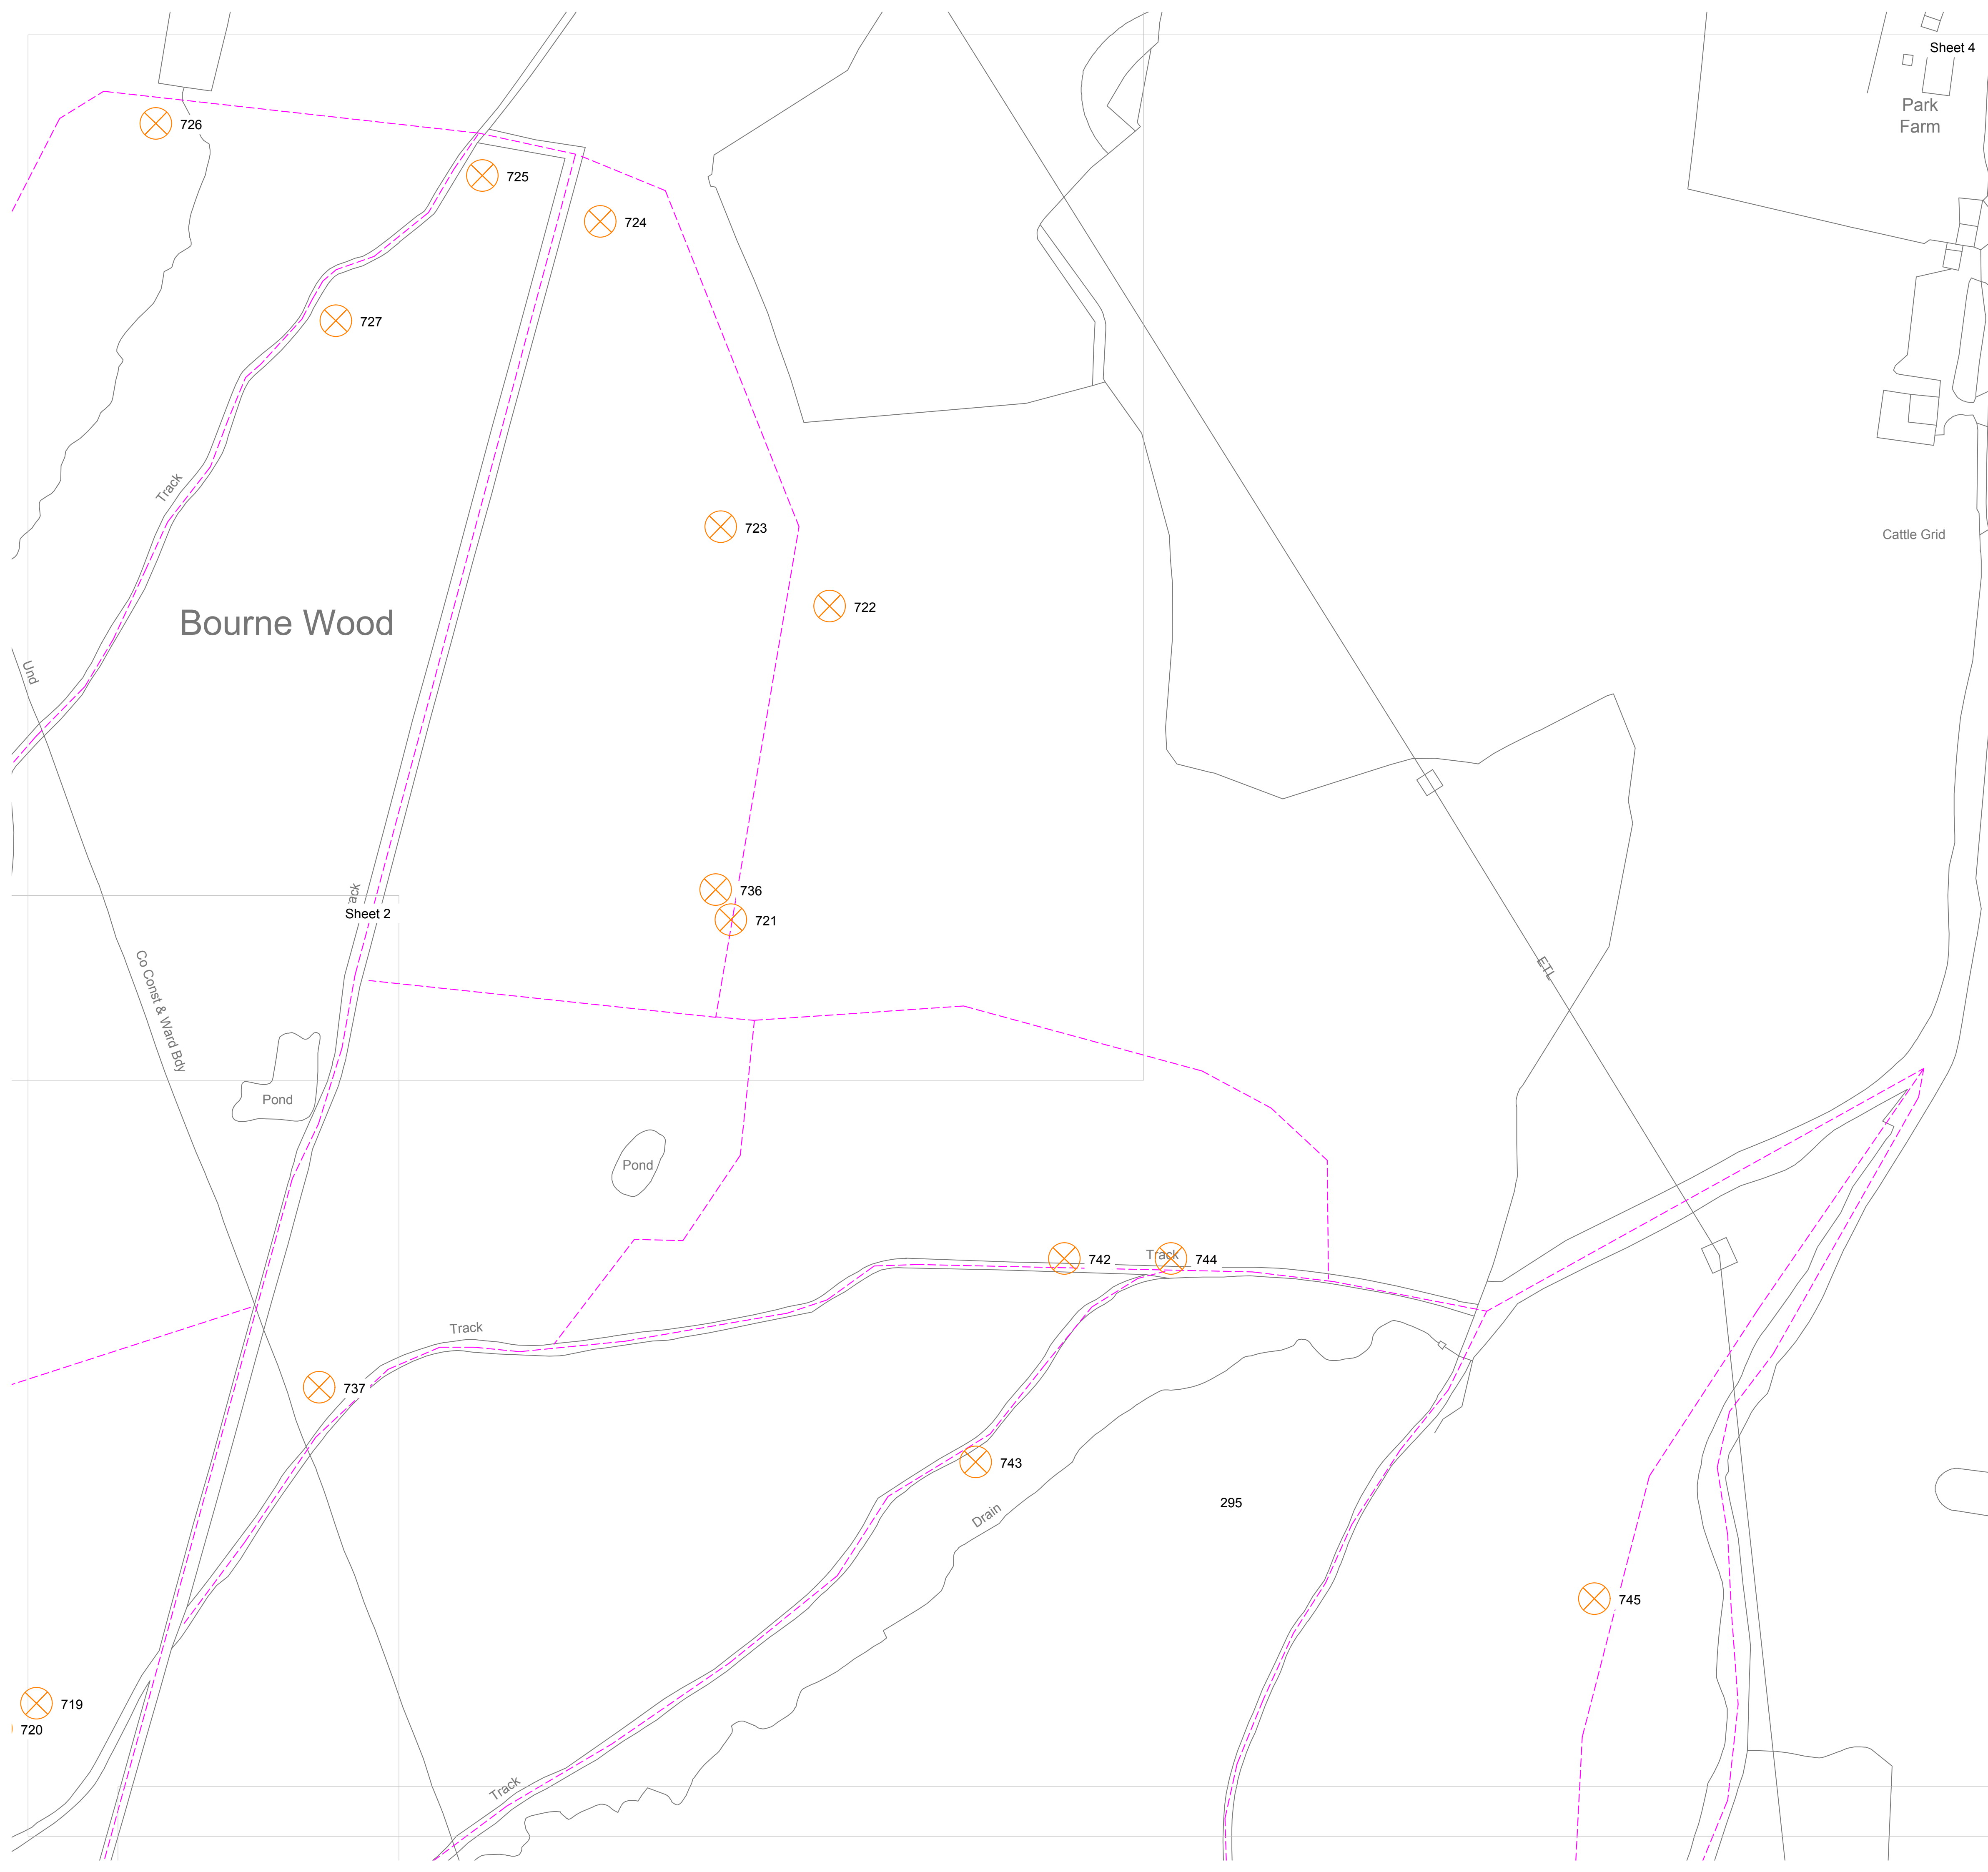 Sheet 4
Park
Farm
726
725
724
727
Track
723
Cattle Grid
722
Bourne Wood
Und
736
721
Sheet 2
Co Const & Ward Bdy
ETL
Pond
Pond
742
Track
744
Track
737
743
295
Drain
745
719
720
Track